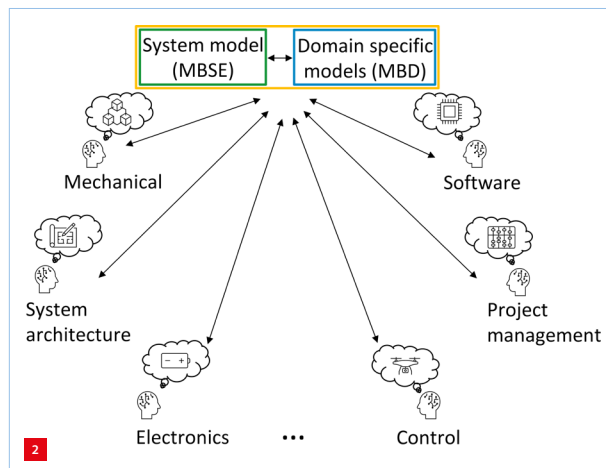 System model
(MBSE)
Domain specific
models (MBD)
Mechanical
Software
System
architecture
Project
management
Electronics
...
Control
2